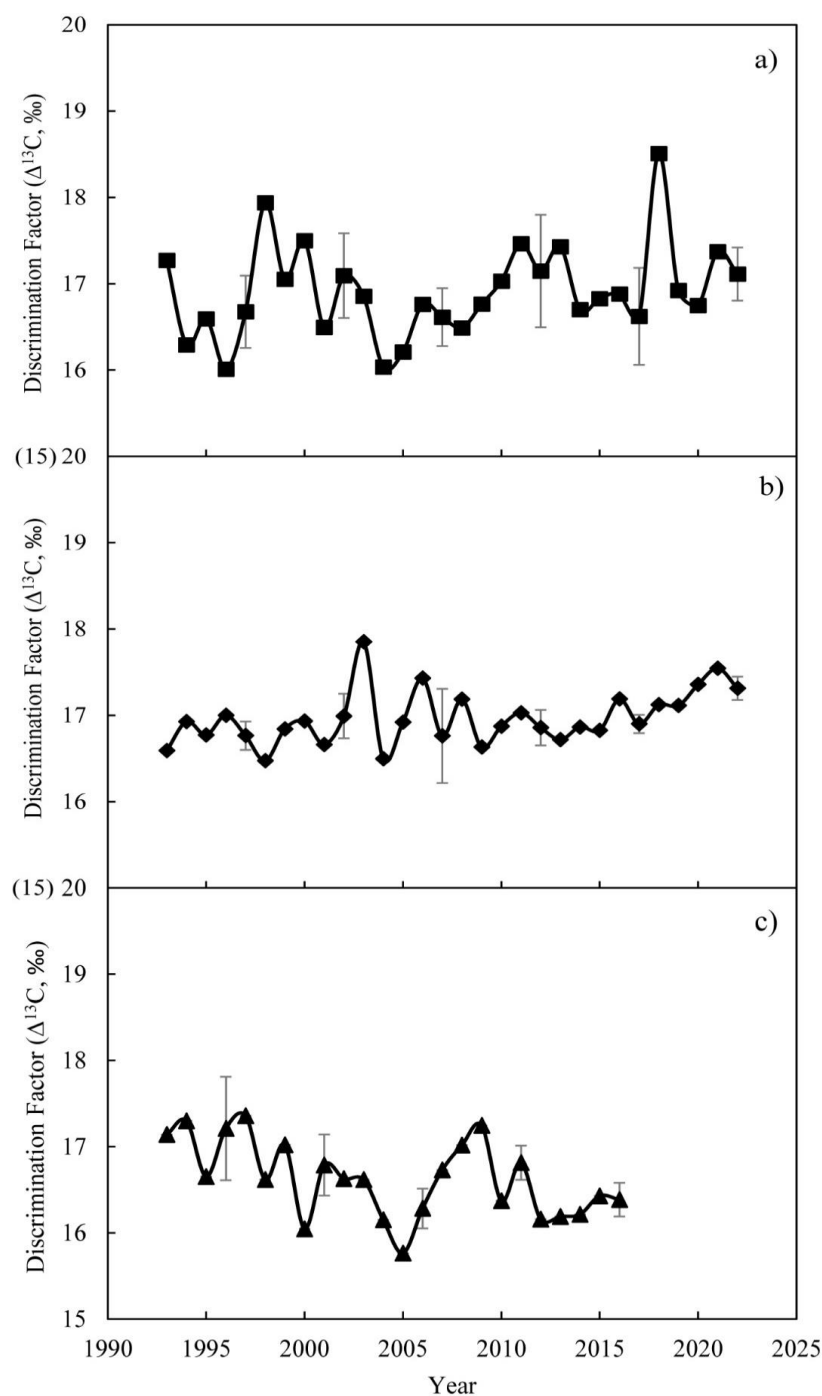 20
a)
19
18
17
16
Discrimination Factor (Δ¹³C, ‰)
(15) 20
b)
19
18
17
16
Discrimination Factor (Δ¹³C, ‰)
(15) 20
c)
19
18
17
16
15
Discrimination Factor (Δ¹³C, ‰)
1990 1995 2000 2005 2010 2015 2020 2025
Year